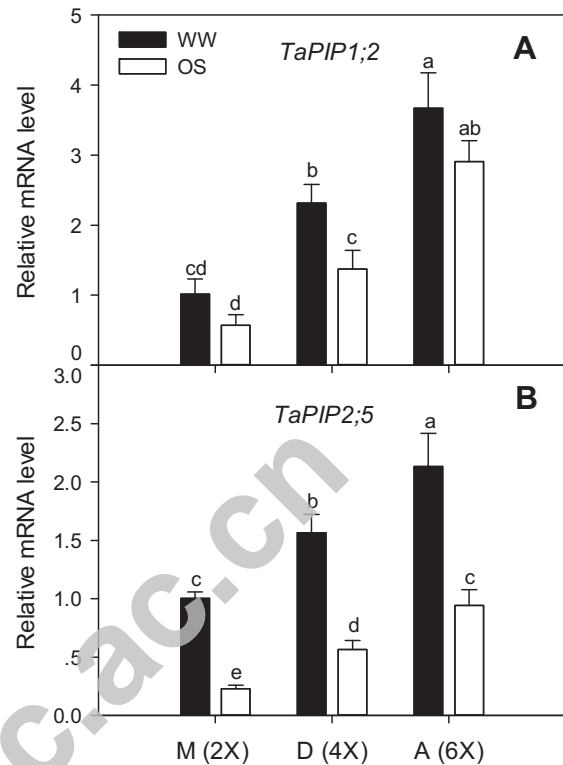 5
WW
OS
TaPIP1;2
A
a
4
ab
3
b
2
c
cd
d
1
0
Relative mRNA level
3.0
TaPIP2;5
B
a
2.5
2.0
b
1.5
c
c
1.0
d
.5
e
0.0
Relative mRNA level
M (2X) D (4X) A (6X)
c.ac.cn